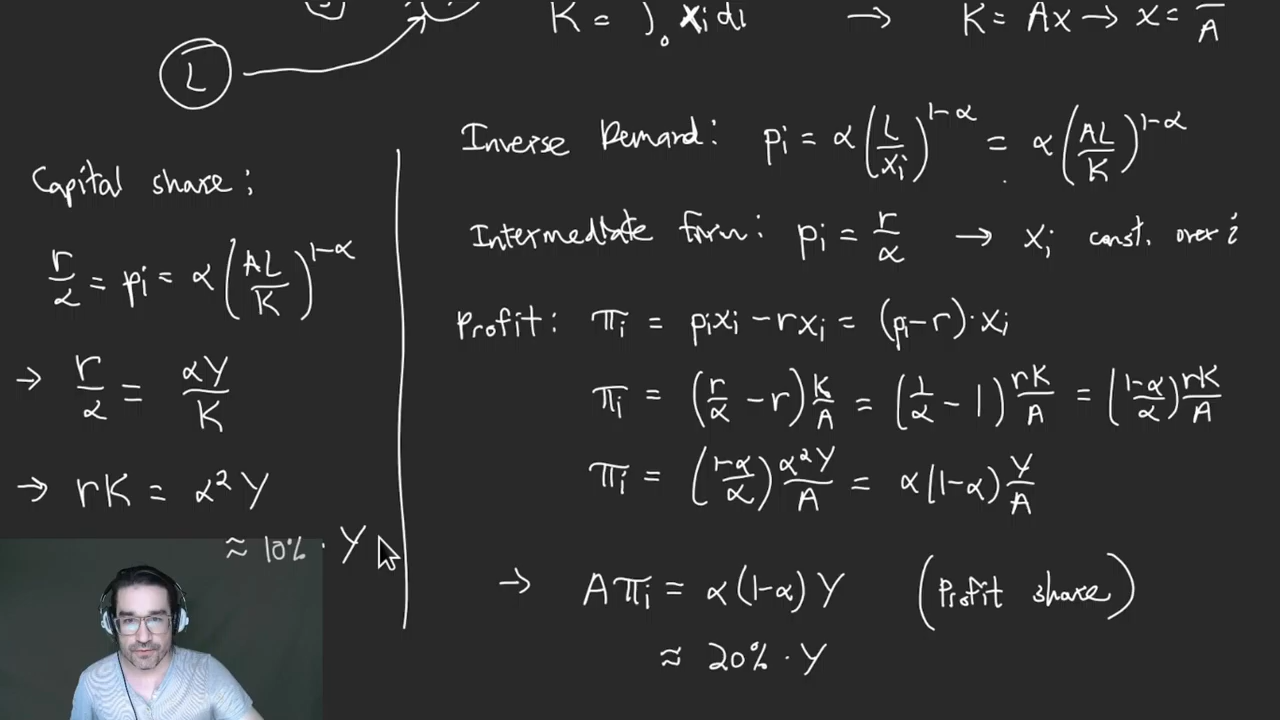 K = ∫₀ xᵢ di → K = Ax → x = ‾/A
L
Inverse Demand: pᵢ = α(L/xᵢ)^(1-α) = α(AL/K)^(1-α)
Capital share:
Intermediate firm: pᵢ = r/α → xᵢ const. over i
r/α = pᵢ = α(AL/K)^(1-α)
Profit: πᵢ = pᵢxᵢ - rxᵢ = (pᵢ-r)·xᵢ
→ r/α = αY/K
πᵢ = (r/α - r)K/A = (1/α - 1)rK/A = ((1-α)/α)rK/A
→ rK = α²Y
πᵢ = ((1-α)/α)α²Y/A = α(1-α)Y/A
≈ 10% · Y
→ Aπᵢ = α(1-α)Y (Profit share)
≈ 20% · Y